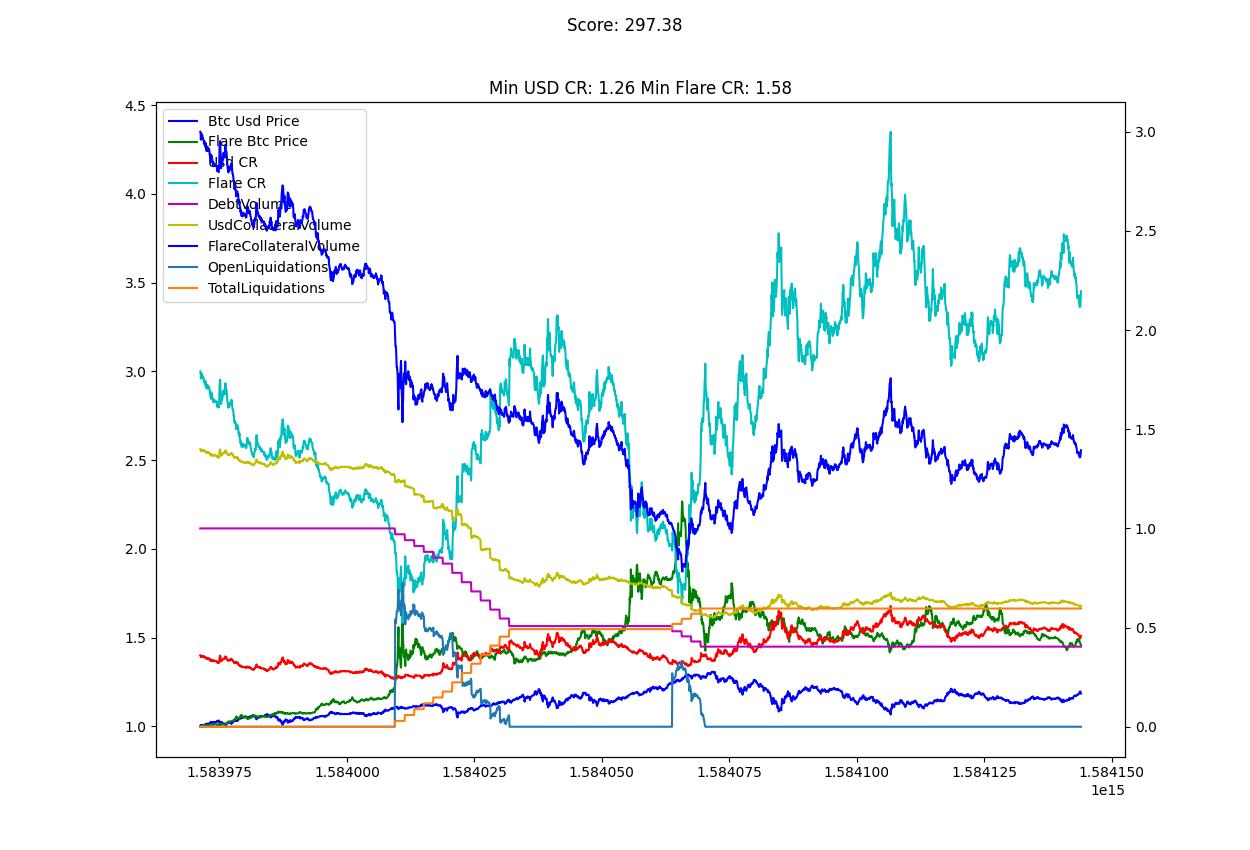 Score: 297.38
Min USD CR: 1.26 Min Flare CR: 1.58
Btc Usd Price
Flare Btc Price
Usd CR
Flare CR
DebtVolume
UsdCollateralVolume
FlareCollateralVolume
OpenLiquidations
TotalLiquidations
4.5
4.0
3.5
3.0
2.5
2.0
1.5
1.0
3.0
2.5
2.0
1.5
1.0
0.5
0.0
1.583975 1.584000 1.584025 1.584050 1.584075 1.584100 1.584125 1.584150
1e15